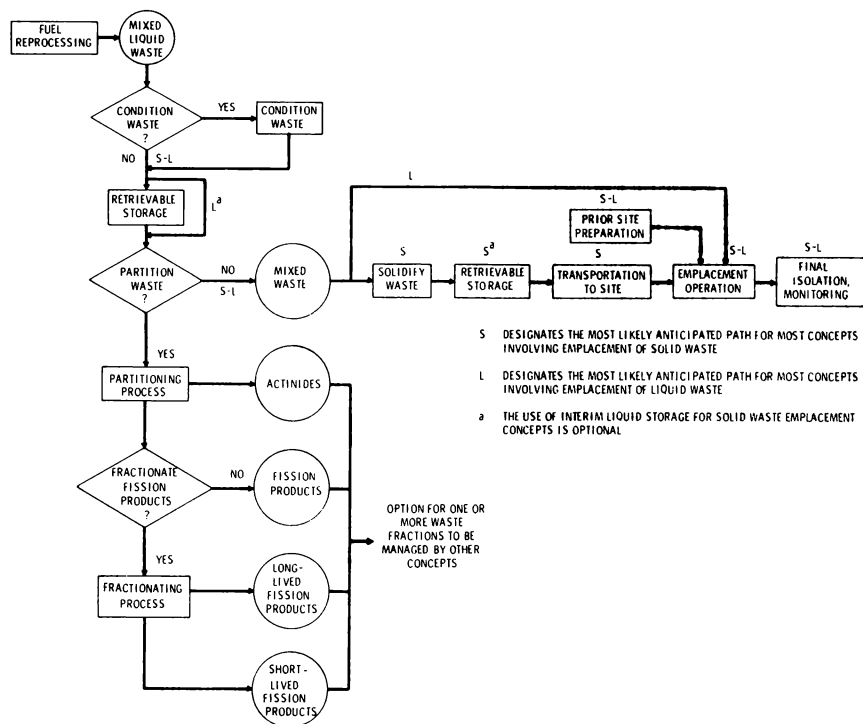 FUEL
REPROCESSING
MIXED
LIQUID
WASTE
CONDITION
WASTE
?
YES
CONDITION
WASTE
NO
S-L
RETRIEVABLE
STORAGE
La
PARTITION
WASTE
?
NO
S-L
MIXED
WASTE
L
S
SOLIDIFY
WASTE
Sa
RETRIEVABLE
STORAGE
S
TRANSPORTATION
TO SITE
S-L
PRIOR SITE
PREPARATION
S-L
EMPLACEMENT
OPERATION
S-L
FINAL
ISOLATION,
MONITORING
S DESIGNATES THE MOST LIKELY ANTICIPATED PATH FOR MOST CONCEPTS
INVOLVING EMPLACEMENT OF SOLID WASTE
L DESIGNATES THE MOST LIKELY ANTICIPATED PATH FOR MOST CONCEPTS
INVOLVING EMPLACEMENT OF LIQUID WASTE
a THE USE OF INTERIM LIQUID STORAGE FOR SOLID WASTE EMPLACEMENT
CONCEPTS IS OPTIONAL
YES
PARTITIONING
PROCESS
ACTINIDES
FRACTIONATE
FISSION
PRODUCTS
?
NO
FISSION
PRODUCTS
OPTION FOR ONE OR
MORE WASTE
FRACTIONS TO BE
MANAGED BY OTHER
CONCEPTS
YES
FRACTIONATING
PROCESS
LONG-
LIVED
FISSION
PRODUCTS
SHORT-
LIVED
FISSION
PRODUCTS